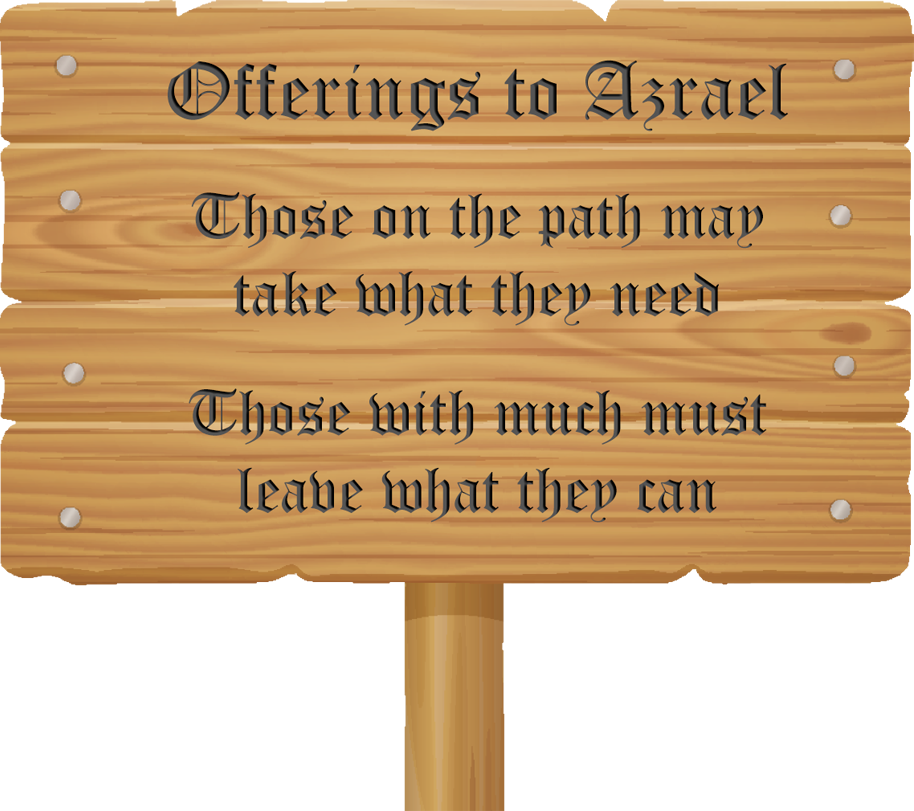 Offerings to Azrael
Those on the path may
take what they need
Those with much must
leave what they can